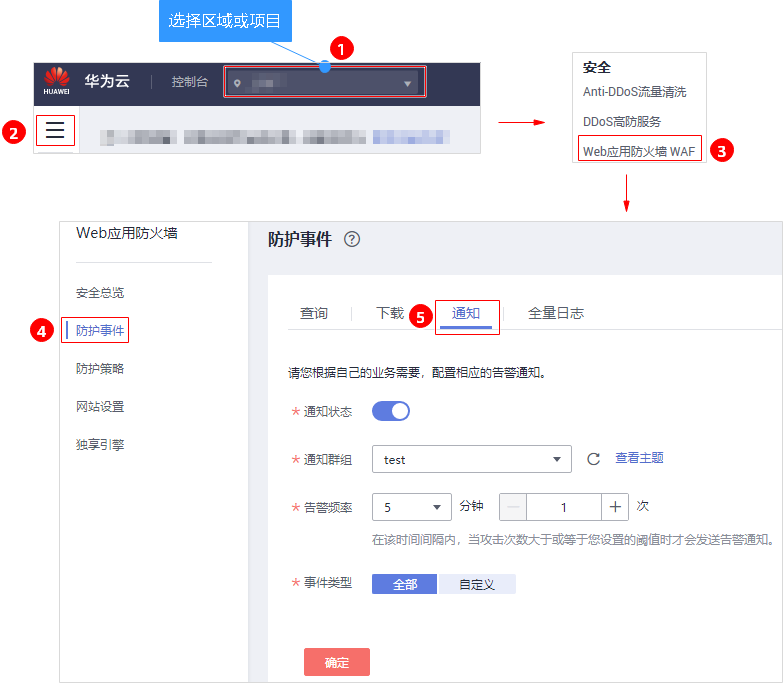 选择区域或项目
1
HUAWEI
华为云
控制台
2
安全
Anti-DDoS流量清洗
DDoS高防服务
Web应用防火墙 WAF
3
Web应用防火墙
安全总览
4
防护事件
防护策略
网站设置
独享引擎
防护事件 ?
查询
下载
5
通知
全量日志
请您根据自己的业务需要，配置相应的告警通知。
* 通知状态
* 通知群组
test
查看主题
* 告警频率
5
分钟
1
次
在该时间间隔内，当攻击次数大于或等于您设置的阈值时才会发送告警通知。
* 事件类型
全部
自定义
确定